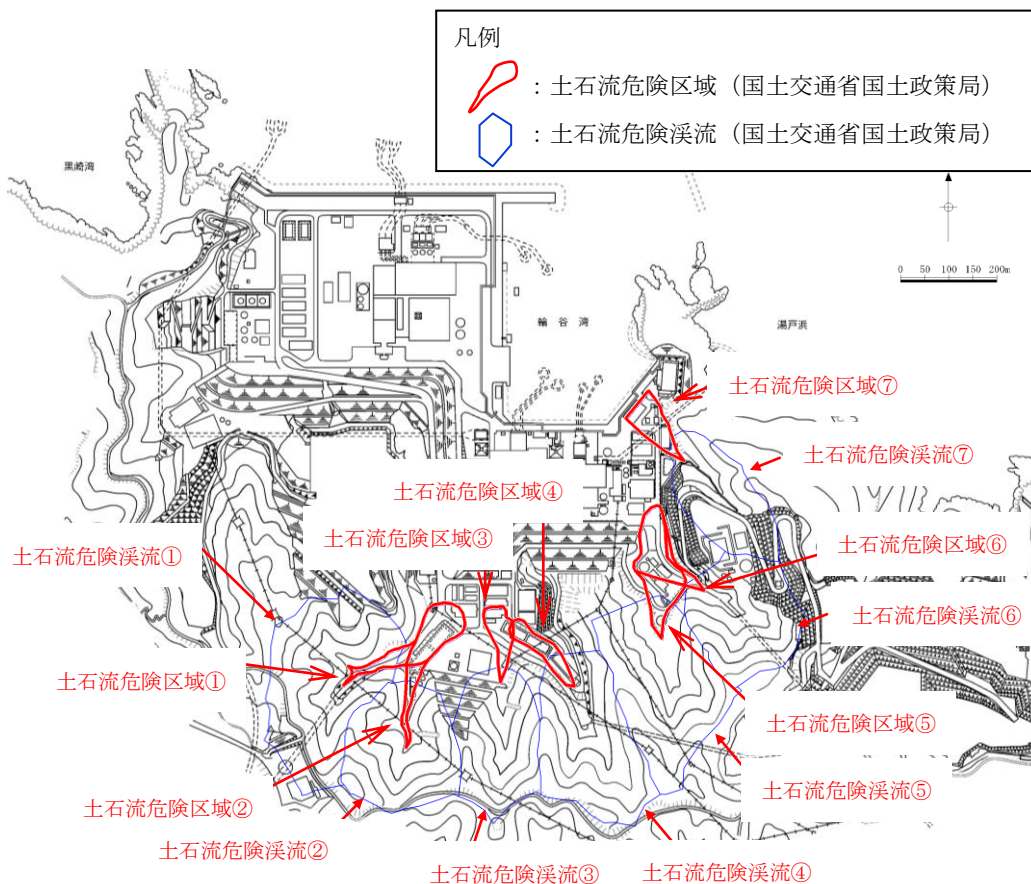 凡例
：土石流危険区域（国土交通省国土政策局）
：土石流危険渓流（国土交通省国土政策局）
黒崎湾
0 50 100 150 200m
輪谷湾
湯戸浜
土石流危険区域⑦
土石流危険渓流⑦
土石流危険区域④
土石流危険区域③
土石流危険渓流①
土石流危険区域⑥
土石流危険渓流⑥
土石流危険区域①
土石流危険区域⑤
土石流危険渓流⑤
土石流危険区域②
土石流危険渓流②
土石流危険渓流③
土石流危険渓流④